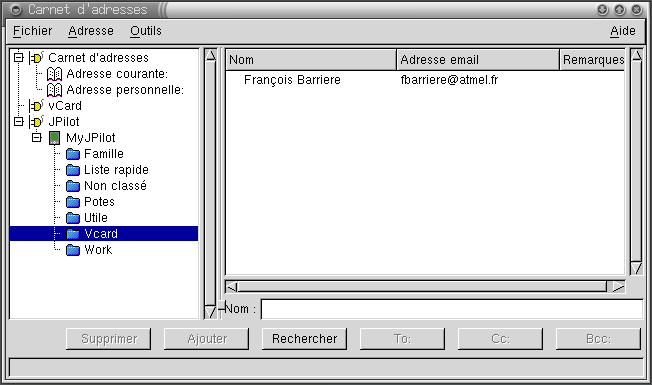 Carnet d'adresses
Fichier Adresse Outils Aide
Carnet d'adresses
Adresse courante:
Adresse personnelle:
vCard
JPilot
MyJPilot
Famille
Liste rapide
Non classé
Potes
Utile
Vcard
Work
Nom Adresse email Remarques
François Barriere fbarriere@atmel.fr
Nom :
Supprimer Ajouter Rechercher To: Cc: Bcc: